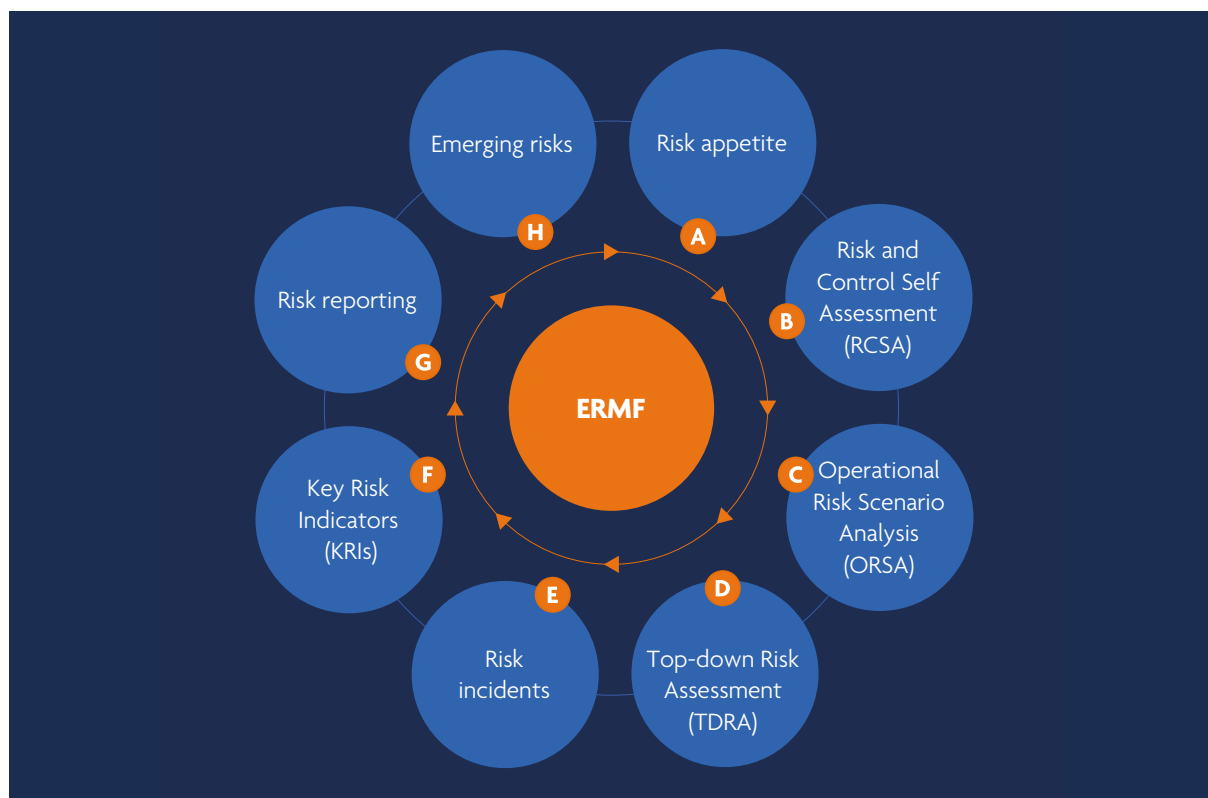 Emerging risks
H
Risk appetite
A
Risk and
Control Self
Assessment
(RCSA)
B
Operational
Risk Scenario
Analysis
(ORSA)
C
Top-down Risk
Assessment
(TDRA)
D
Risk
incidents
E
Key Risk
Indicators
(KRIs)
F
Risk reporting
G
ERMF